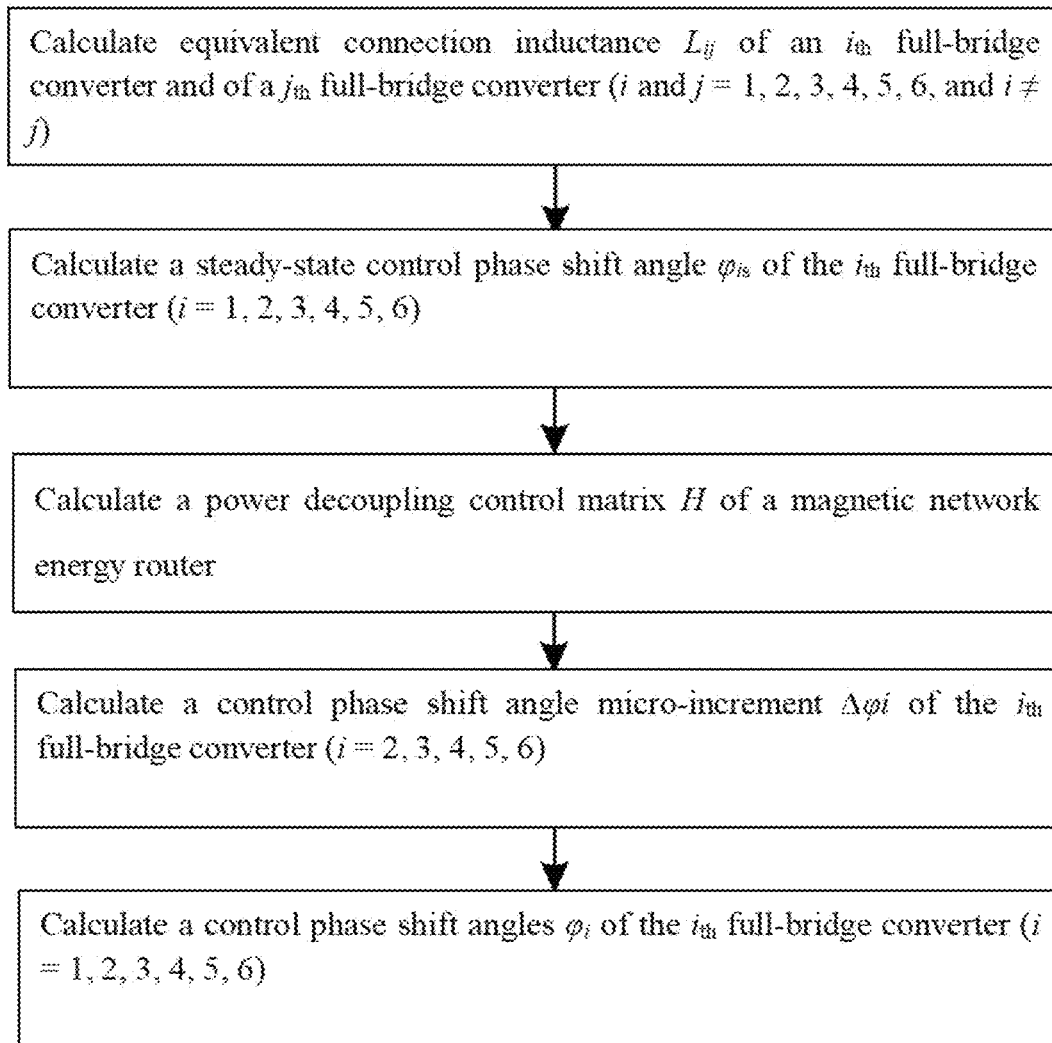 Calculate equivalent connection inductance Lij of an ith full-bridge
converter and of a jth full-bridge converter (i and j = 1, 2, 3, 4, 5, 6, and i ≠
j)
Calculate a steady-state control phase shift angle φis of the ith full-bridge
converter (i = 1, 2, 3, 4, 5, 6)
Calculate a power decoupling control matrix H of a magnetic network
energy router
Calculate a control phase shift angle micro-increment Δφi of the ith
full-bridge converter (i = 2, 3, 4, 5, 6)
Calculate a control phase shift angles φi of the ith full-bridge converter (i
= 1, 2, 3, 4, 5, 6)